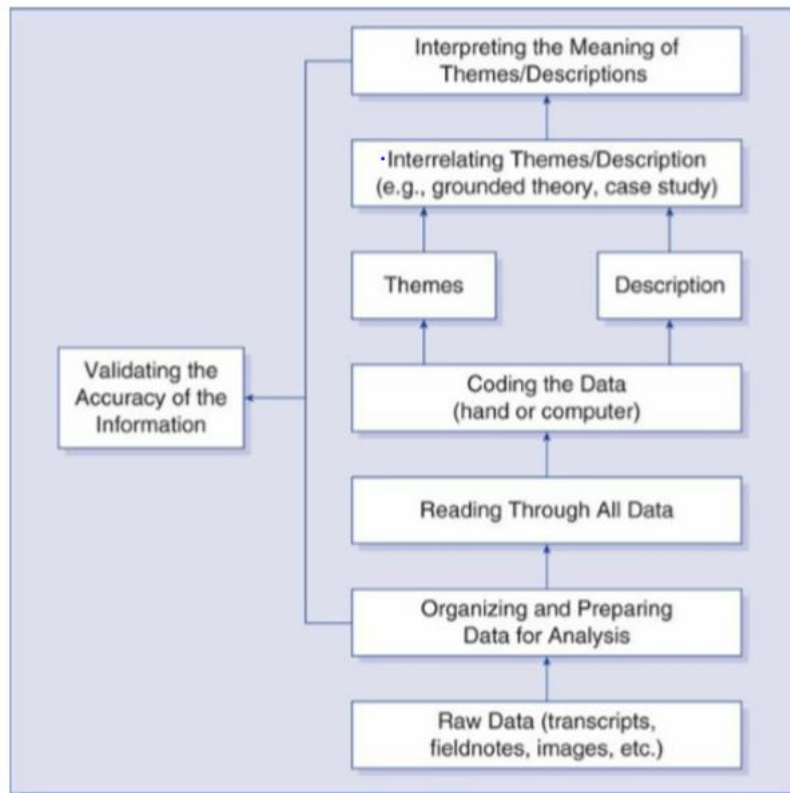 Interpreting the Meaning of
Themes/Descriptions
Interrelating Themes/Description
(e.g., grounded theory, case study)
Themes
Description
Validating the
Accuracy of the
Information
Coding the Data
(hand or computer)
Reading Through All Data
Organizing and Preparing
Data for Analysis
Raw Data (transcripts,
fieldnotes, images, etc.)